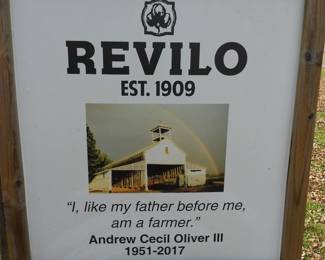 REVILO
EST. 1909
"I, like my father before me,
am a farmer."
Andrew Cecil Oliver III
1951-2017